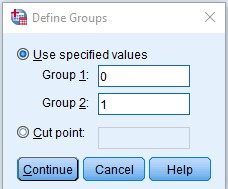 Define Groups
Use specified values
Group 1: 0
Group 2: 1
Cut point:
Continue Cancel Help